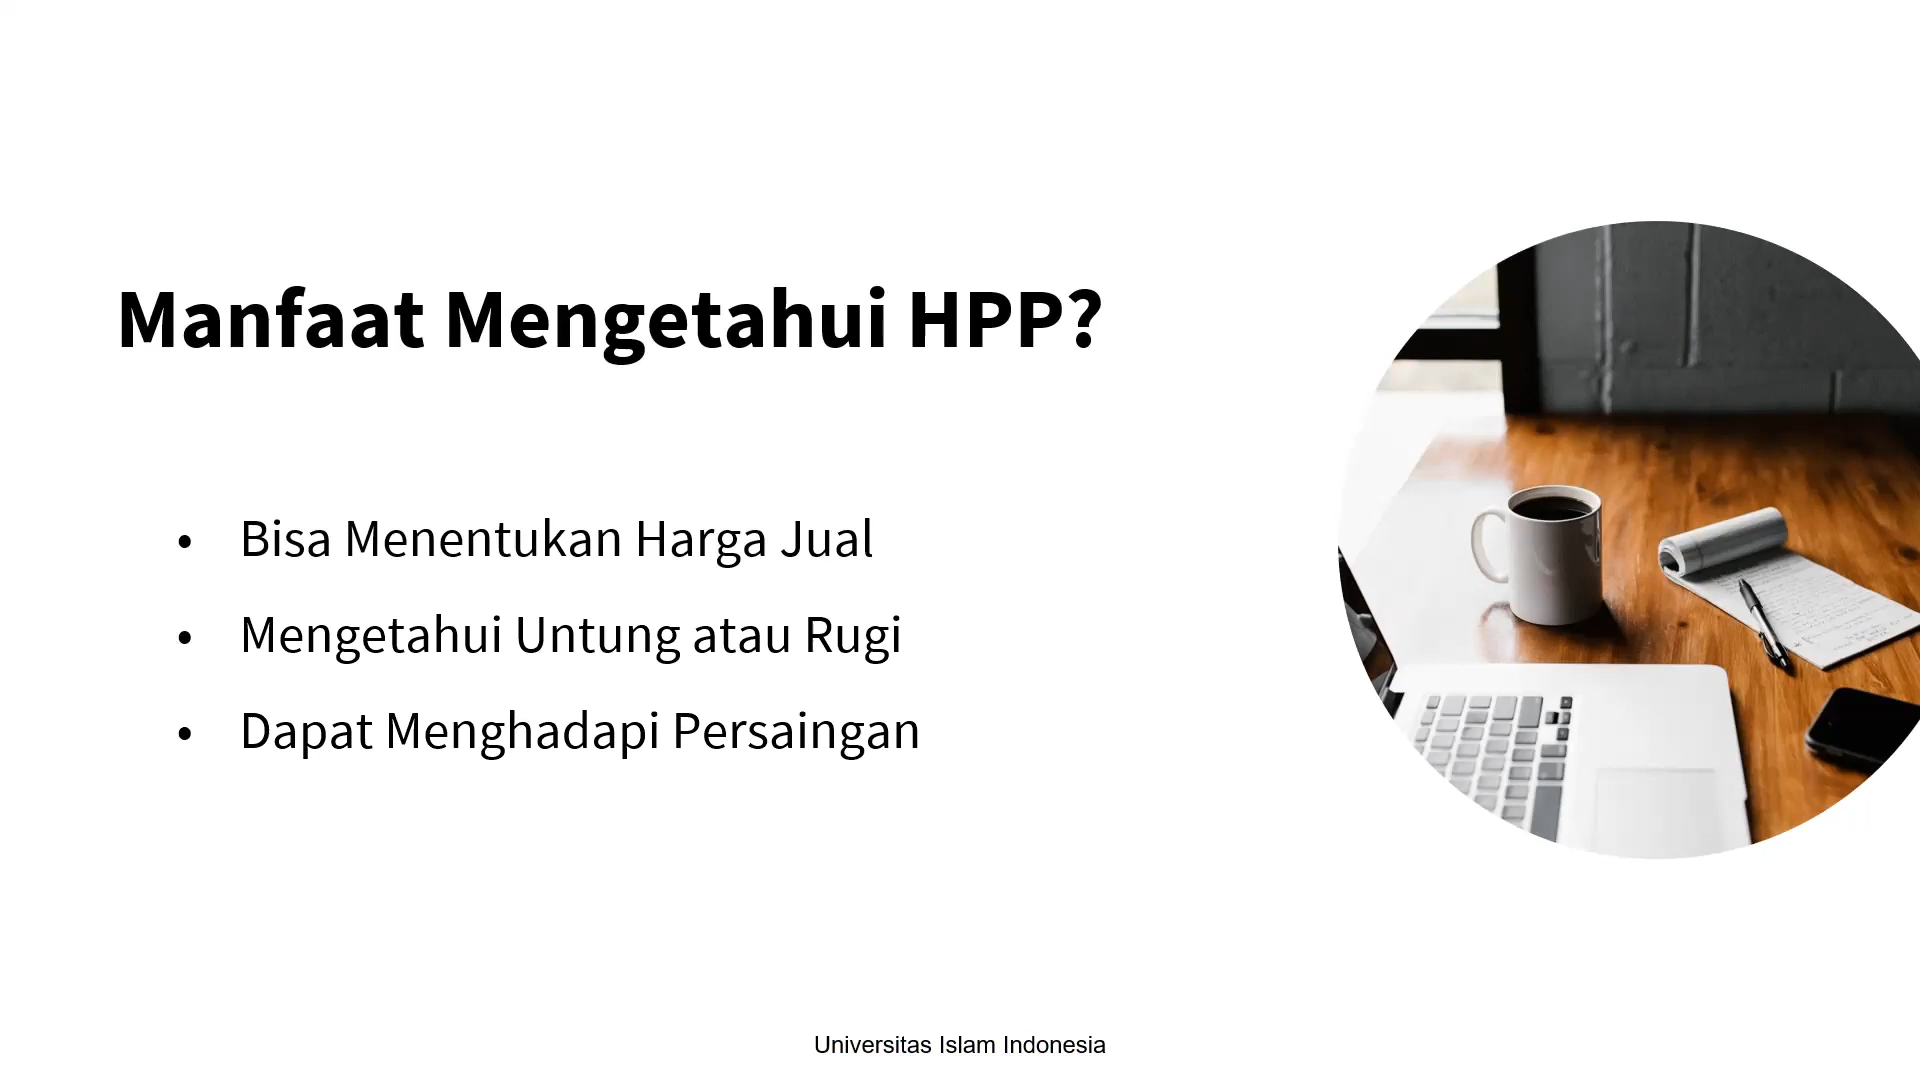 Manfaat Mengetahui HPP?
• Bisa Menentukan Harga Jual
• Mengetahui Untung atau Rugi
• Dapat Menghadapi Persaingan
Universitas Islam Indonesia